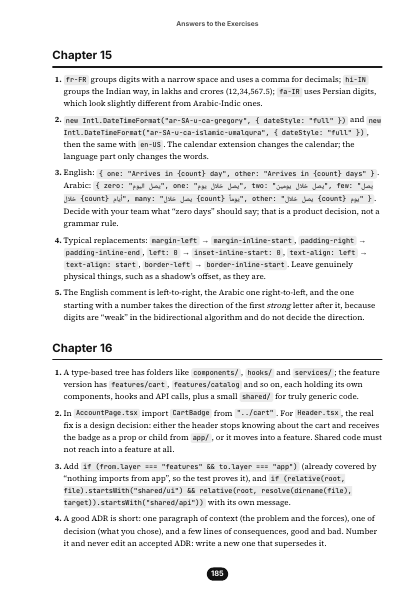 Answers to the Exercises
Chapter 15
1. fr-FR groups digits with a narrow space and uses a comma for decimals; hi-IN
groups the Indian way, in lakhs and crores (12,34,567.5); fa-IR uses Persian digits,
which look slightly different from Arabic-Indic ones.
2. new Intl.DateTimeFormat("ar-SA-u-ca-gregory", { dateStyle: "full" }) and new
Intl.DateTimeFormat("ar-SA-u-ca-islamic-umalqura", { dateStyle: "full" }),
then the same with en-US. The calendar extension changes the calendar; the
language part only changes the words.
3. English: { one: "Arrives in {count} day", other: "Arrives in {count} days" }.
Arabic: { zero: "يصل اليوم", one: "يصل خلال يوم", two: "يصل خلال يومين", few: "يصل
خلال {count} أيام", many: "يصل خلال {count} يوماً", other: "يصل خلال {count} يوم" }.
Decide with your team what “zero days” should say; that is a product decision, not a
grammar rule.
4. Typical replacements: margin-left → margin-inline-start, padding-right →
padding-inline-end, left: 0 → inset-inline-start: 0, text-align: left →
text-align: start, border-left → border-inline-start. Leave genuinely
physical things, such as a shadow’s offset, as they are.
5. The English comment is left-to-right, the Arabic one right-to-left, and the one
starting with a number takes the direction of the first strong letter after it, because
digits are “weak” in the bidirectional algorithm and do not decide the direction.
Chapter 16
1. A type-based tree has folders like components/, hooks/ and services/; the feature
version has features/cart, features/catalog and so on, each holding its own
components, hooks and API calls, plus a small shared/ for truly generic code.
2. In AccountPage.tsx import CartBadge from "../cart". For Header.tsx, the real
fix is a design decision: either the header stops knowing about the cart and receives
the badge as a prop or child from app/, or it moves into a feature. Shared code must
not reach into a feature at all.
3. Add if (from.layer === "features" && to.layer === "app") (already covered by
“nothing imports from app”, so the test proves it), and if (relative(root,
file).startsWith("shared/ui") && relative(root, resolve(dirname(file),
target)).startsWith("shared/api")) with its own message.
4. A good ADR is short: one paragraph of context (the problem and the forces), one of
decision (what you chose), and a few lines of consequences, good and bad. Number
it and never edit an accepted ADR: write a new one that supersedes it.
185